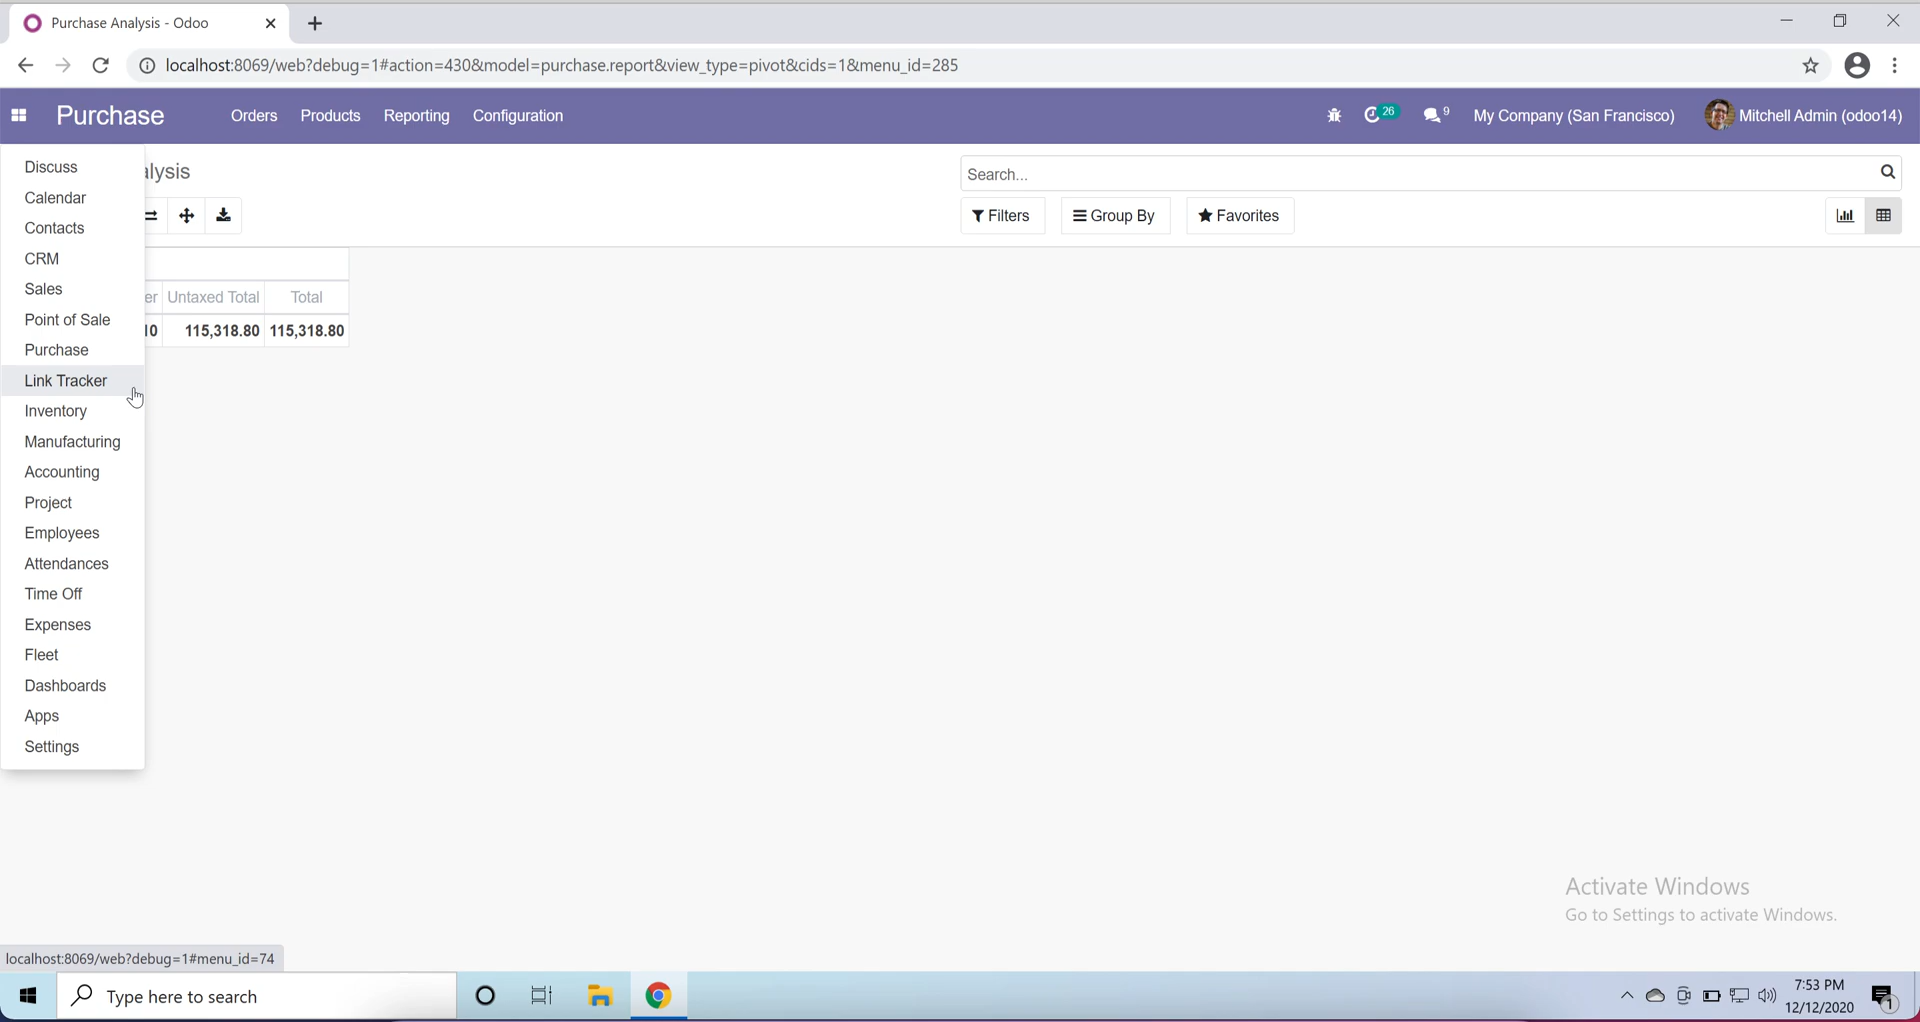 Purchase Analysis - Odoo
localhost:8069/web?debug=1#action=430&model=purchase.report&view_type=pivot&cids=1&menu_id=285
Purchase Orders Products Reporting Configuration 26 9 My Company (San Francisco) Mitchell Admin (odoo14)
Discuss
alysis
Search...
Calendar
Filters Group By Favorites
Contacts
CRM
Sales
er Untaxed Total Total
Point of Sale
10 115,318.80 115,318.80
Purchase
Link Tracker
Inventory
Manufacturing
Accounting
Project
Employees
Attendances
Time Off
Expenses
Fleet
Dashboards
Apps
Settings
Activate Windows
Go to Settings to activate Windows.
localhost:8069/web?debug=1#menu_id=74
Type here to search
7:53 PM
12/12/2020
1